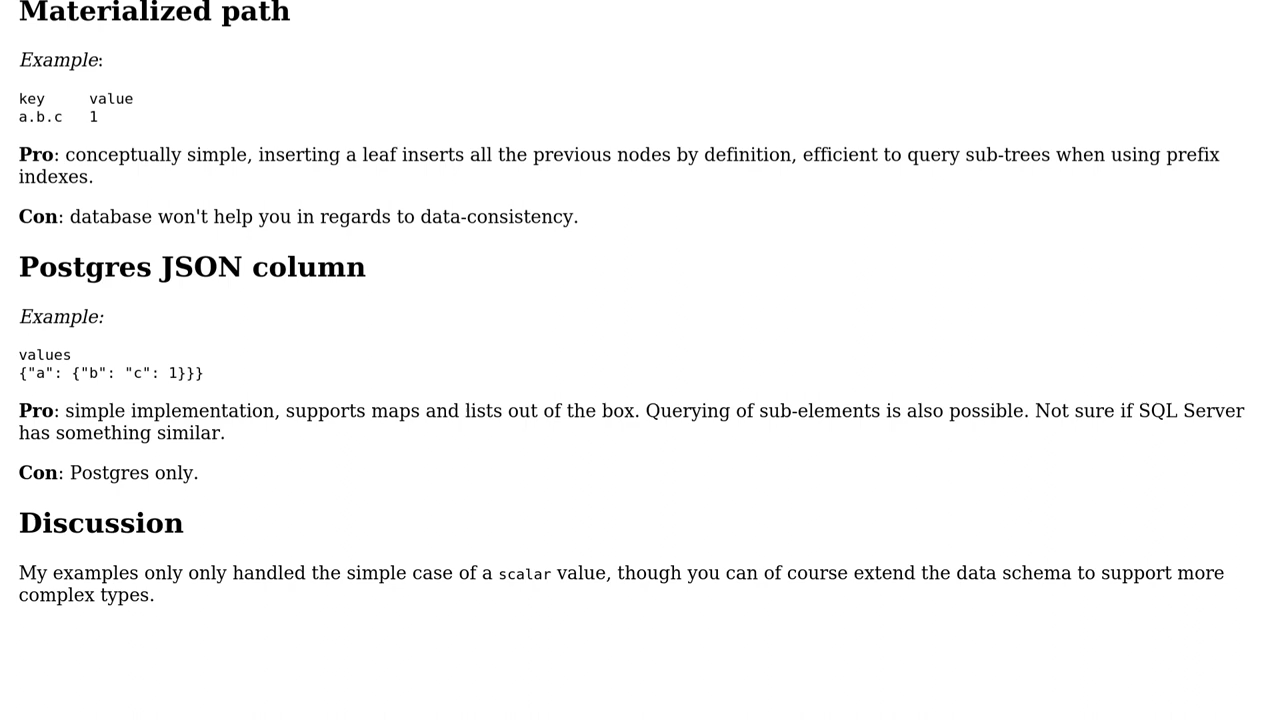 Materialized path
Example:
key     value
a.b.c   1
Pro: conceptually simple, inserting a leaf inserts all the previous nodes by definition, efficient to query sub-trees when using prefix
indexes.
Con: database won't help you in regards to data-consistency.
Postgres JSON column
Example:
values
{"a": {"b": "c": 1}}}
Pro: simple implementation, supports maps and lists out of the box. Querying of sub-elements is also possible. Not sure if SQL Server
has something similar.
Con: Postgres only.
Discussion
My examples only only handled the simple case of a scalar value, though you can of course extend the data schema to support more
complex types.